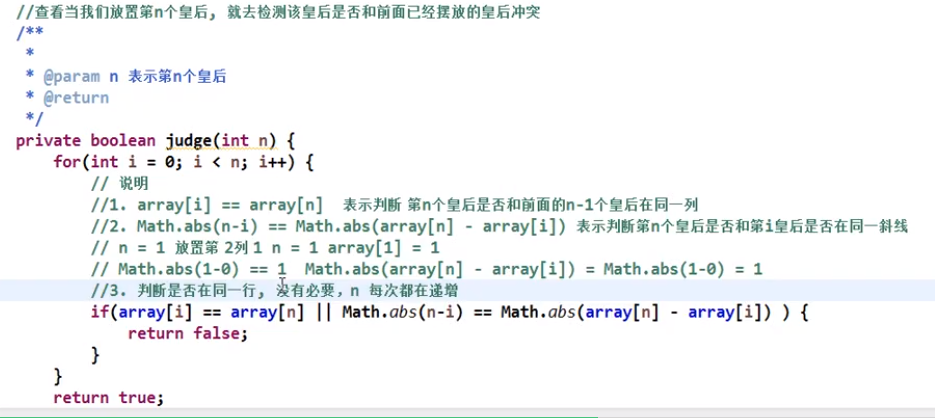 //查看当我们放置第n个皇后, 就去检测该皇后是否和前面已经摆放的皇后冲突
/**
 *
 * @param n 表示第n个皇后
 * @return
 */
private boolean judge(int n) {
    for(int i = 0; i < n; i++) {
        // 说明
        //1. array[i] == array[n]  表示判断 第n个皇后是否和前面的n-1个皇后在同一列
        //2. Math.abs(n-i) == Math.abs(array[n] - array[i]) 表示判断第n个皇后是否和第i皇后是否在同一斜线
        // n = 1 放置第 2列 1 n = 1 array[1] = 1
        // Math.abs(1-0) == 1  Math.abs(array[n] - array[i]) = Math.abs(1-0) = 1
        //3. 判断是否在同一行, 没有必要，n 每次都在递增
        if(array[i] == array[n] || Math.abs(n-i) == Math.abs(array[n] - array[i]) ) {
            return false;
        }
    }
    return true;